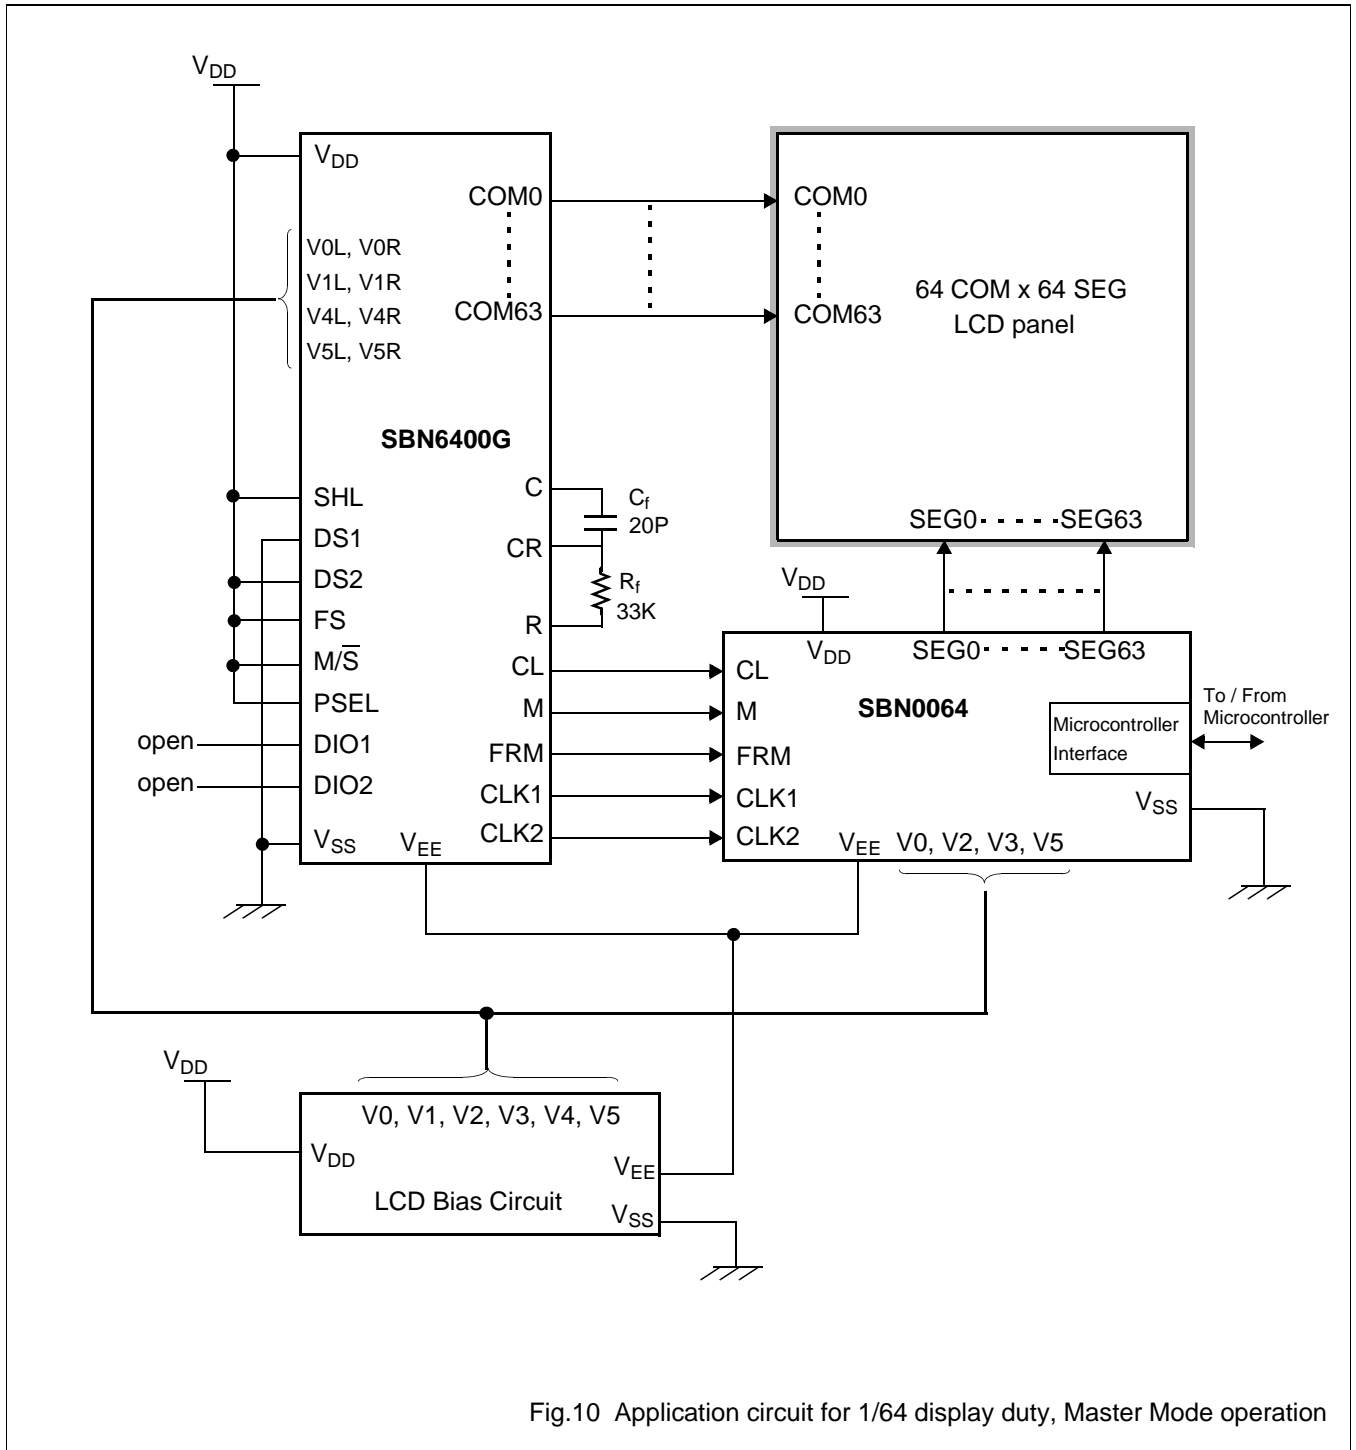 VDD
VDD
V0L, V0R
V1L, V1R
V4L, V4R
V5L, V5R
COM0
COM63
SBN6400G
SHL
DS1
DS2
FS
M/S̅
PSEL
DIO1
DIO2
VSS
VEE
open
open
C
CR
R
CL
M
FRM
CLK1
CLK2
Cf
20P
Rf
33K
COM0
COM63
64 COM x 64 SEG
LCD panel
SEG0
SEG63
VDD
VDD
SEG0
SEG63
CL
M
FRM
CLK1
CLK2
SBN0064
Microcontroller
Interface
To / From
Microcontroller
VSS
VEE
V0, V2, V3, V5
VDD
V0, V1, V2, V3, V4, V5
VDD
VEE
LCD Bias Circuit
VSS
Fig.10 Application circuit for 1/64 display duty, Master Mode operation